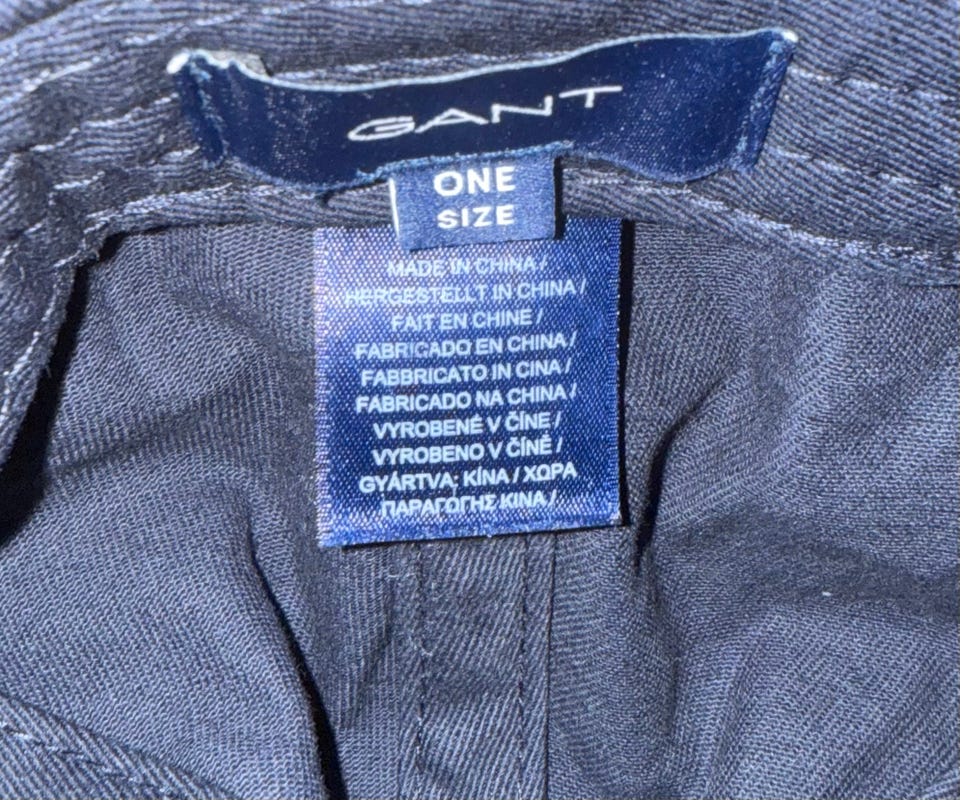 GANT
ONE
SIZE
MADE IN CHINA /
HERGESTELLT IN CHINA /
FAIT EN CHINE /
FABRICADO EN CHINA /
FABBRICATO IN CINA /
FABRICADO NA CHINA /
VYROBENÉ V ČÍNE /
VYROBENO V ČÍNĚ /
GYÁRTVA: KÍNA / ΧΩΡΑ
ΠΑΡΑΓΩΓΗΣ ΚΙΝΑ /